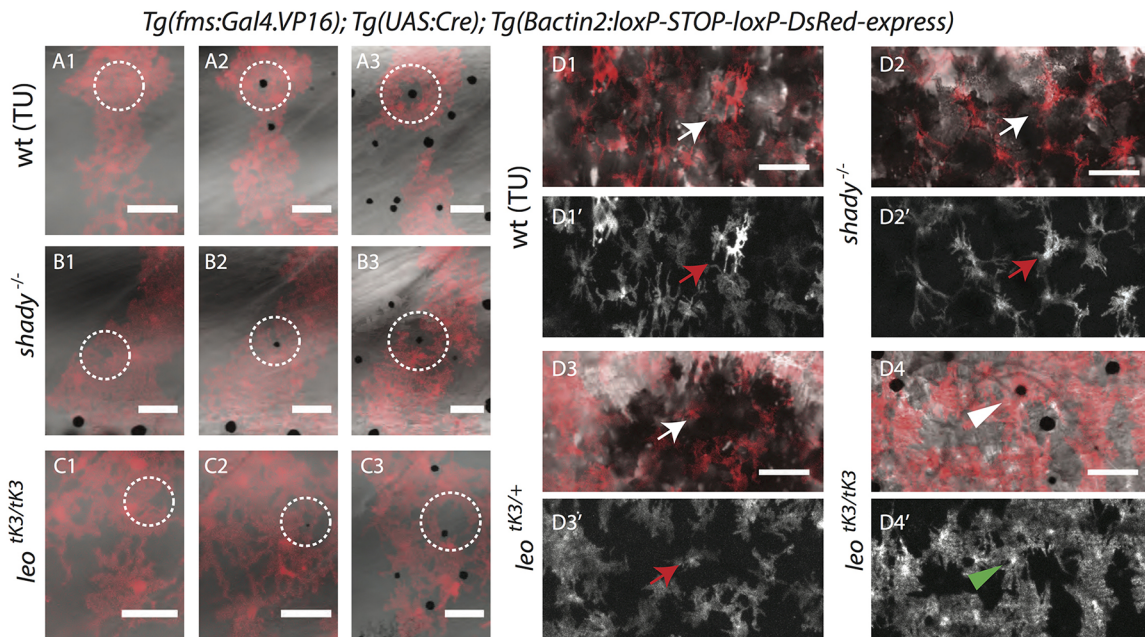 Tg(fms:Gal4.VP16); Tg(UAS:Cre); Tg(Bactin2:loxP-STOP-loxP-DsRed-express)
wt (TU)
A1
A2
A3
shady-/-
B1
B2
B3
leo tK3/tK3
C1
C2
C3
wt (TU)
D1
D1′
shady-/-
D2
D2′
leo tK3/+
D3
D3′
leo tK3/tK3
D4
D4′